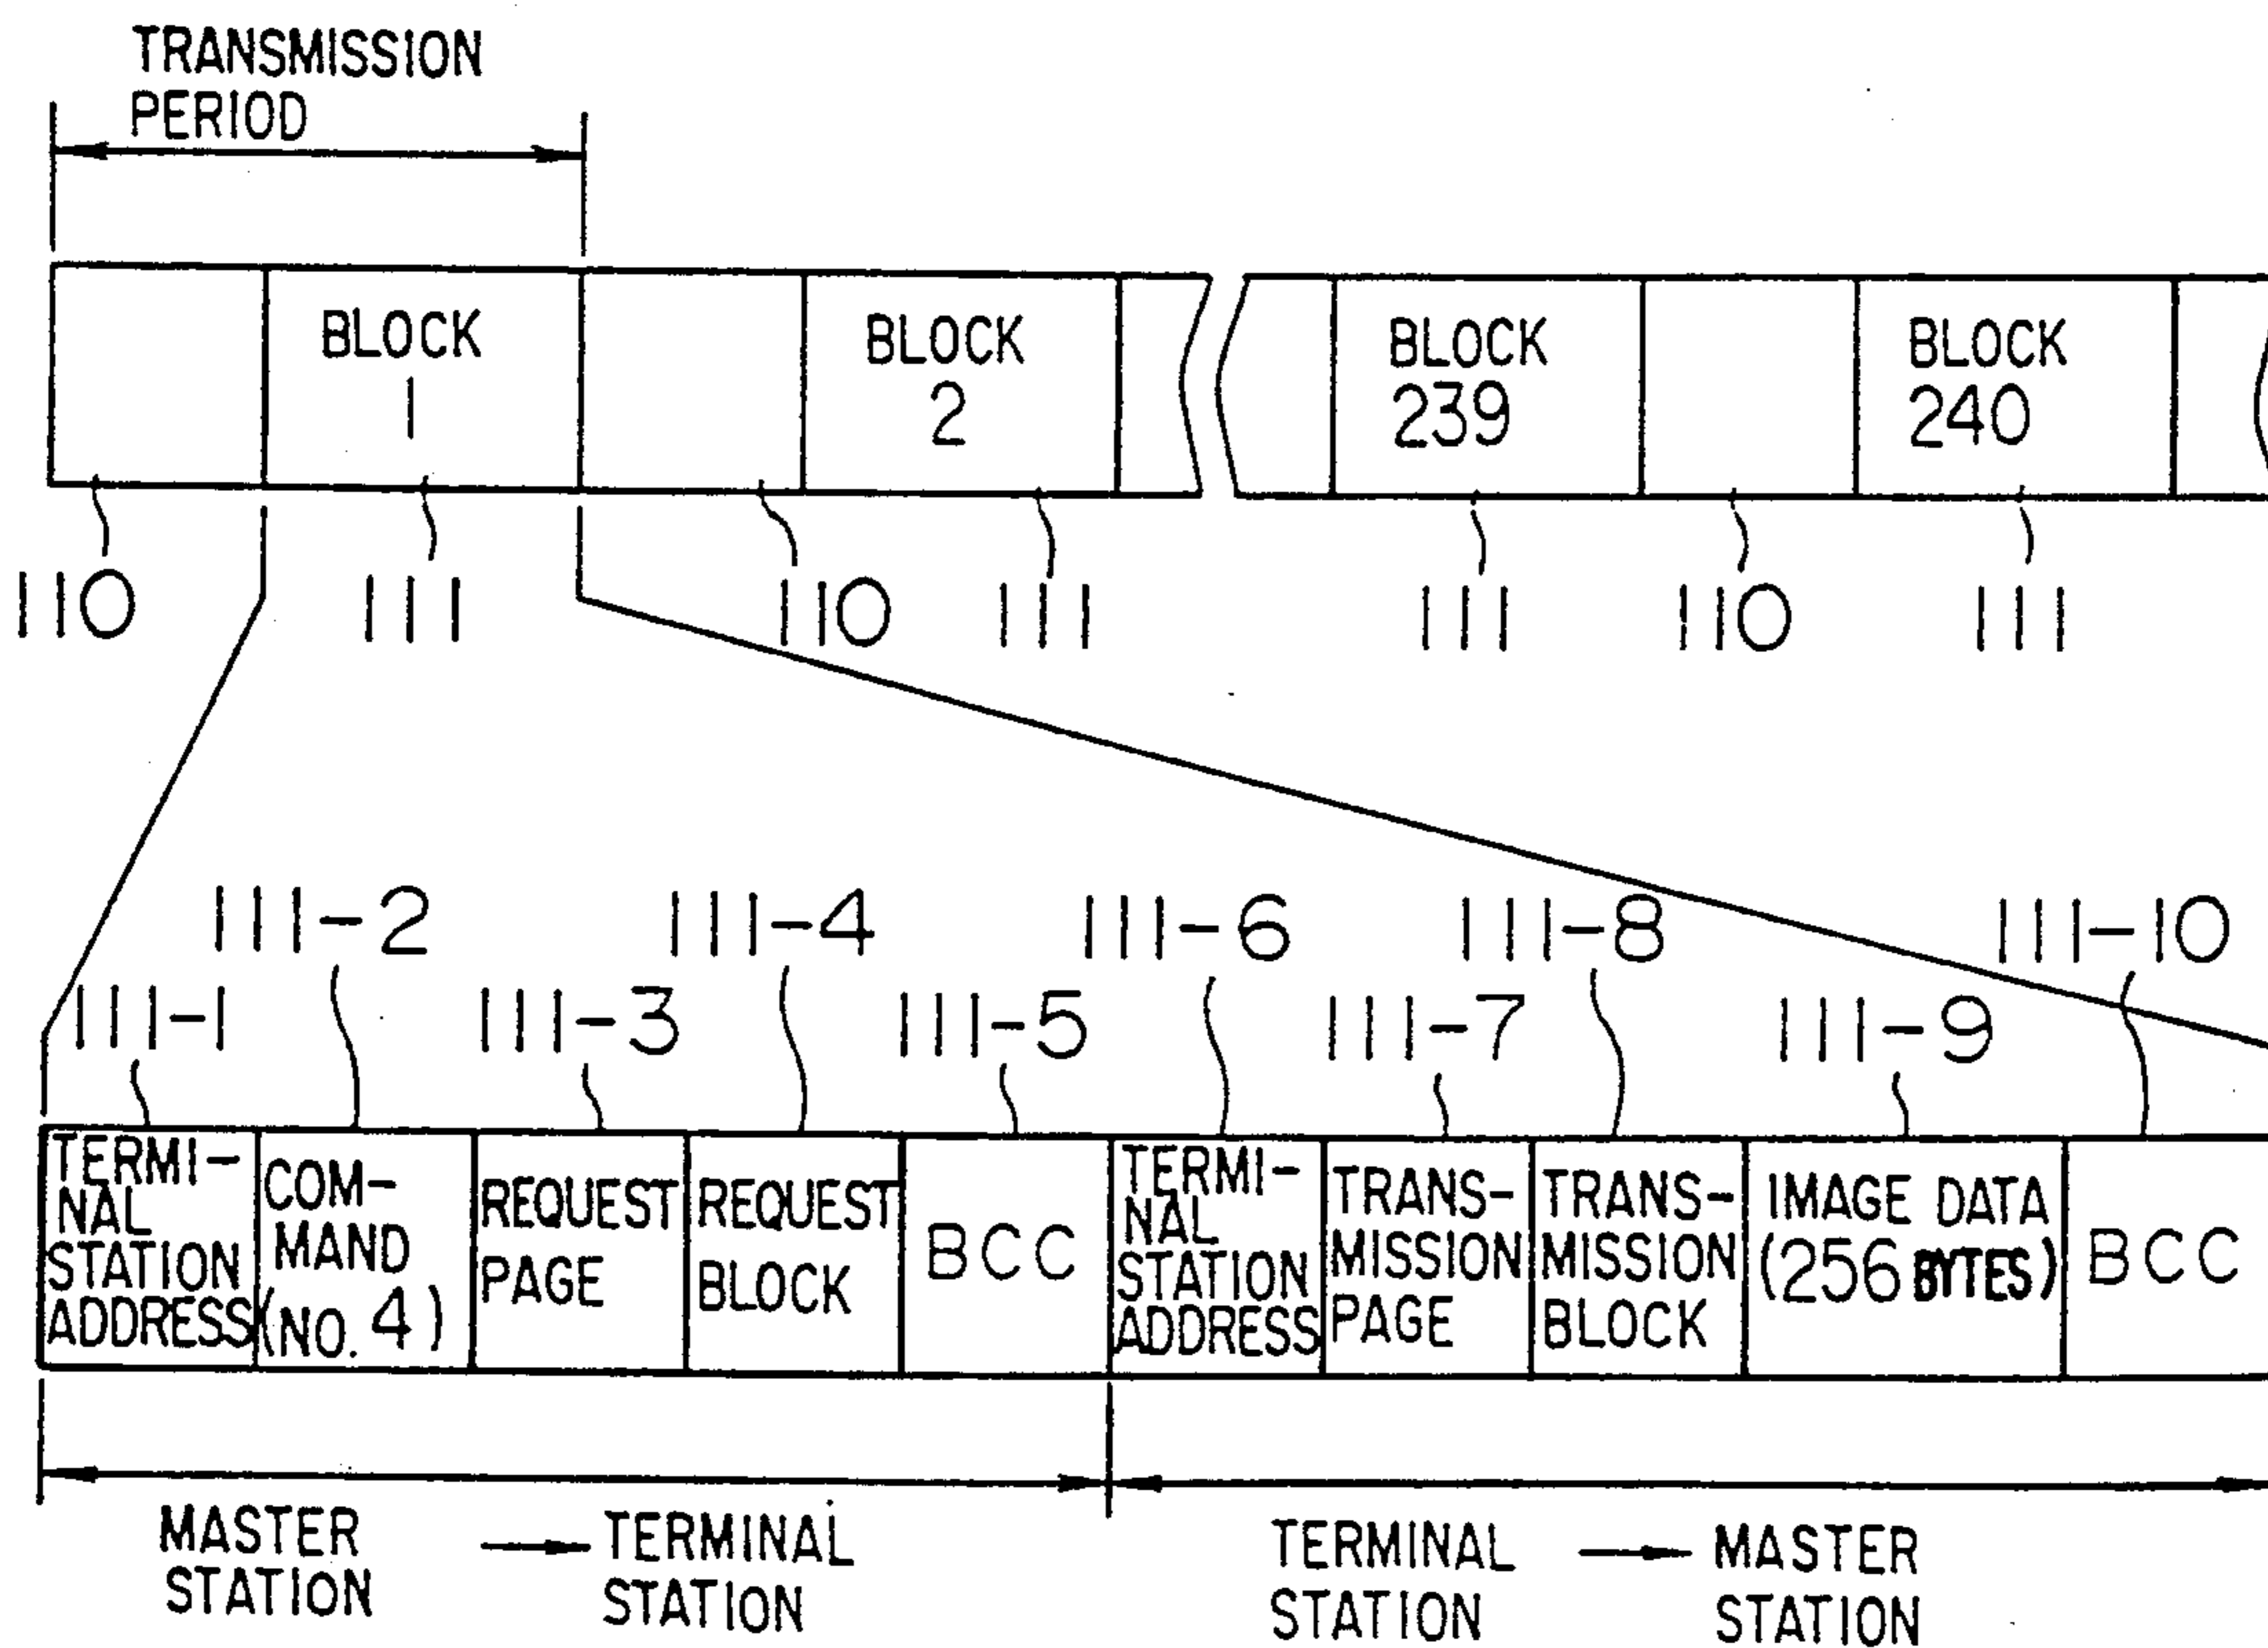 TRANSMISSION
PERIOD
BLOCK
1
BLOCK
2
BLOCK
239
BLOCK
240
110
111
110
111
111
110
111
111-2
111-4
111-6
111-8
111-10
111-1
111-3
111-5
111-7
111-9
TERMI-
NAL
STATION
ADDRESS
COM-
MAND
(NO. 4)
REQUEST
PAGE
REQUEST
BLOCK
BCC
TERMI-
NAL
STATION
ADDRESS
TRANS-
MISSION
PAGE
TRANS-
MISSION
BLOCK
IMAGE DATA
(256 BYTES)
BCC
MASTER
STATION
TERMINAL
STATION
TERMINAL
STATION
MASTER
STATION